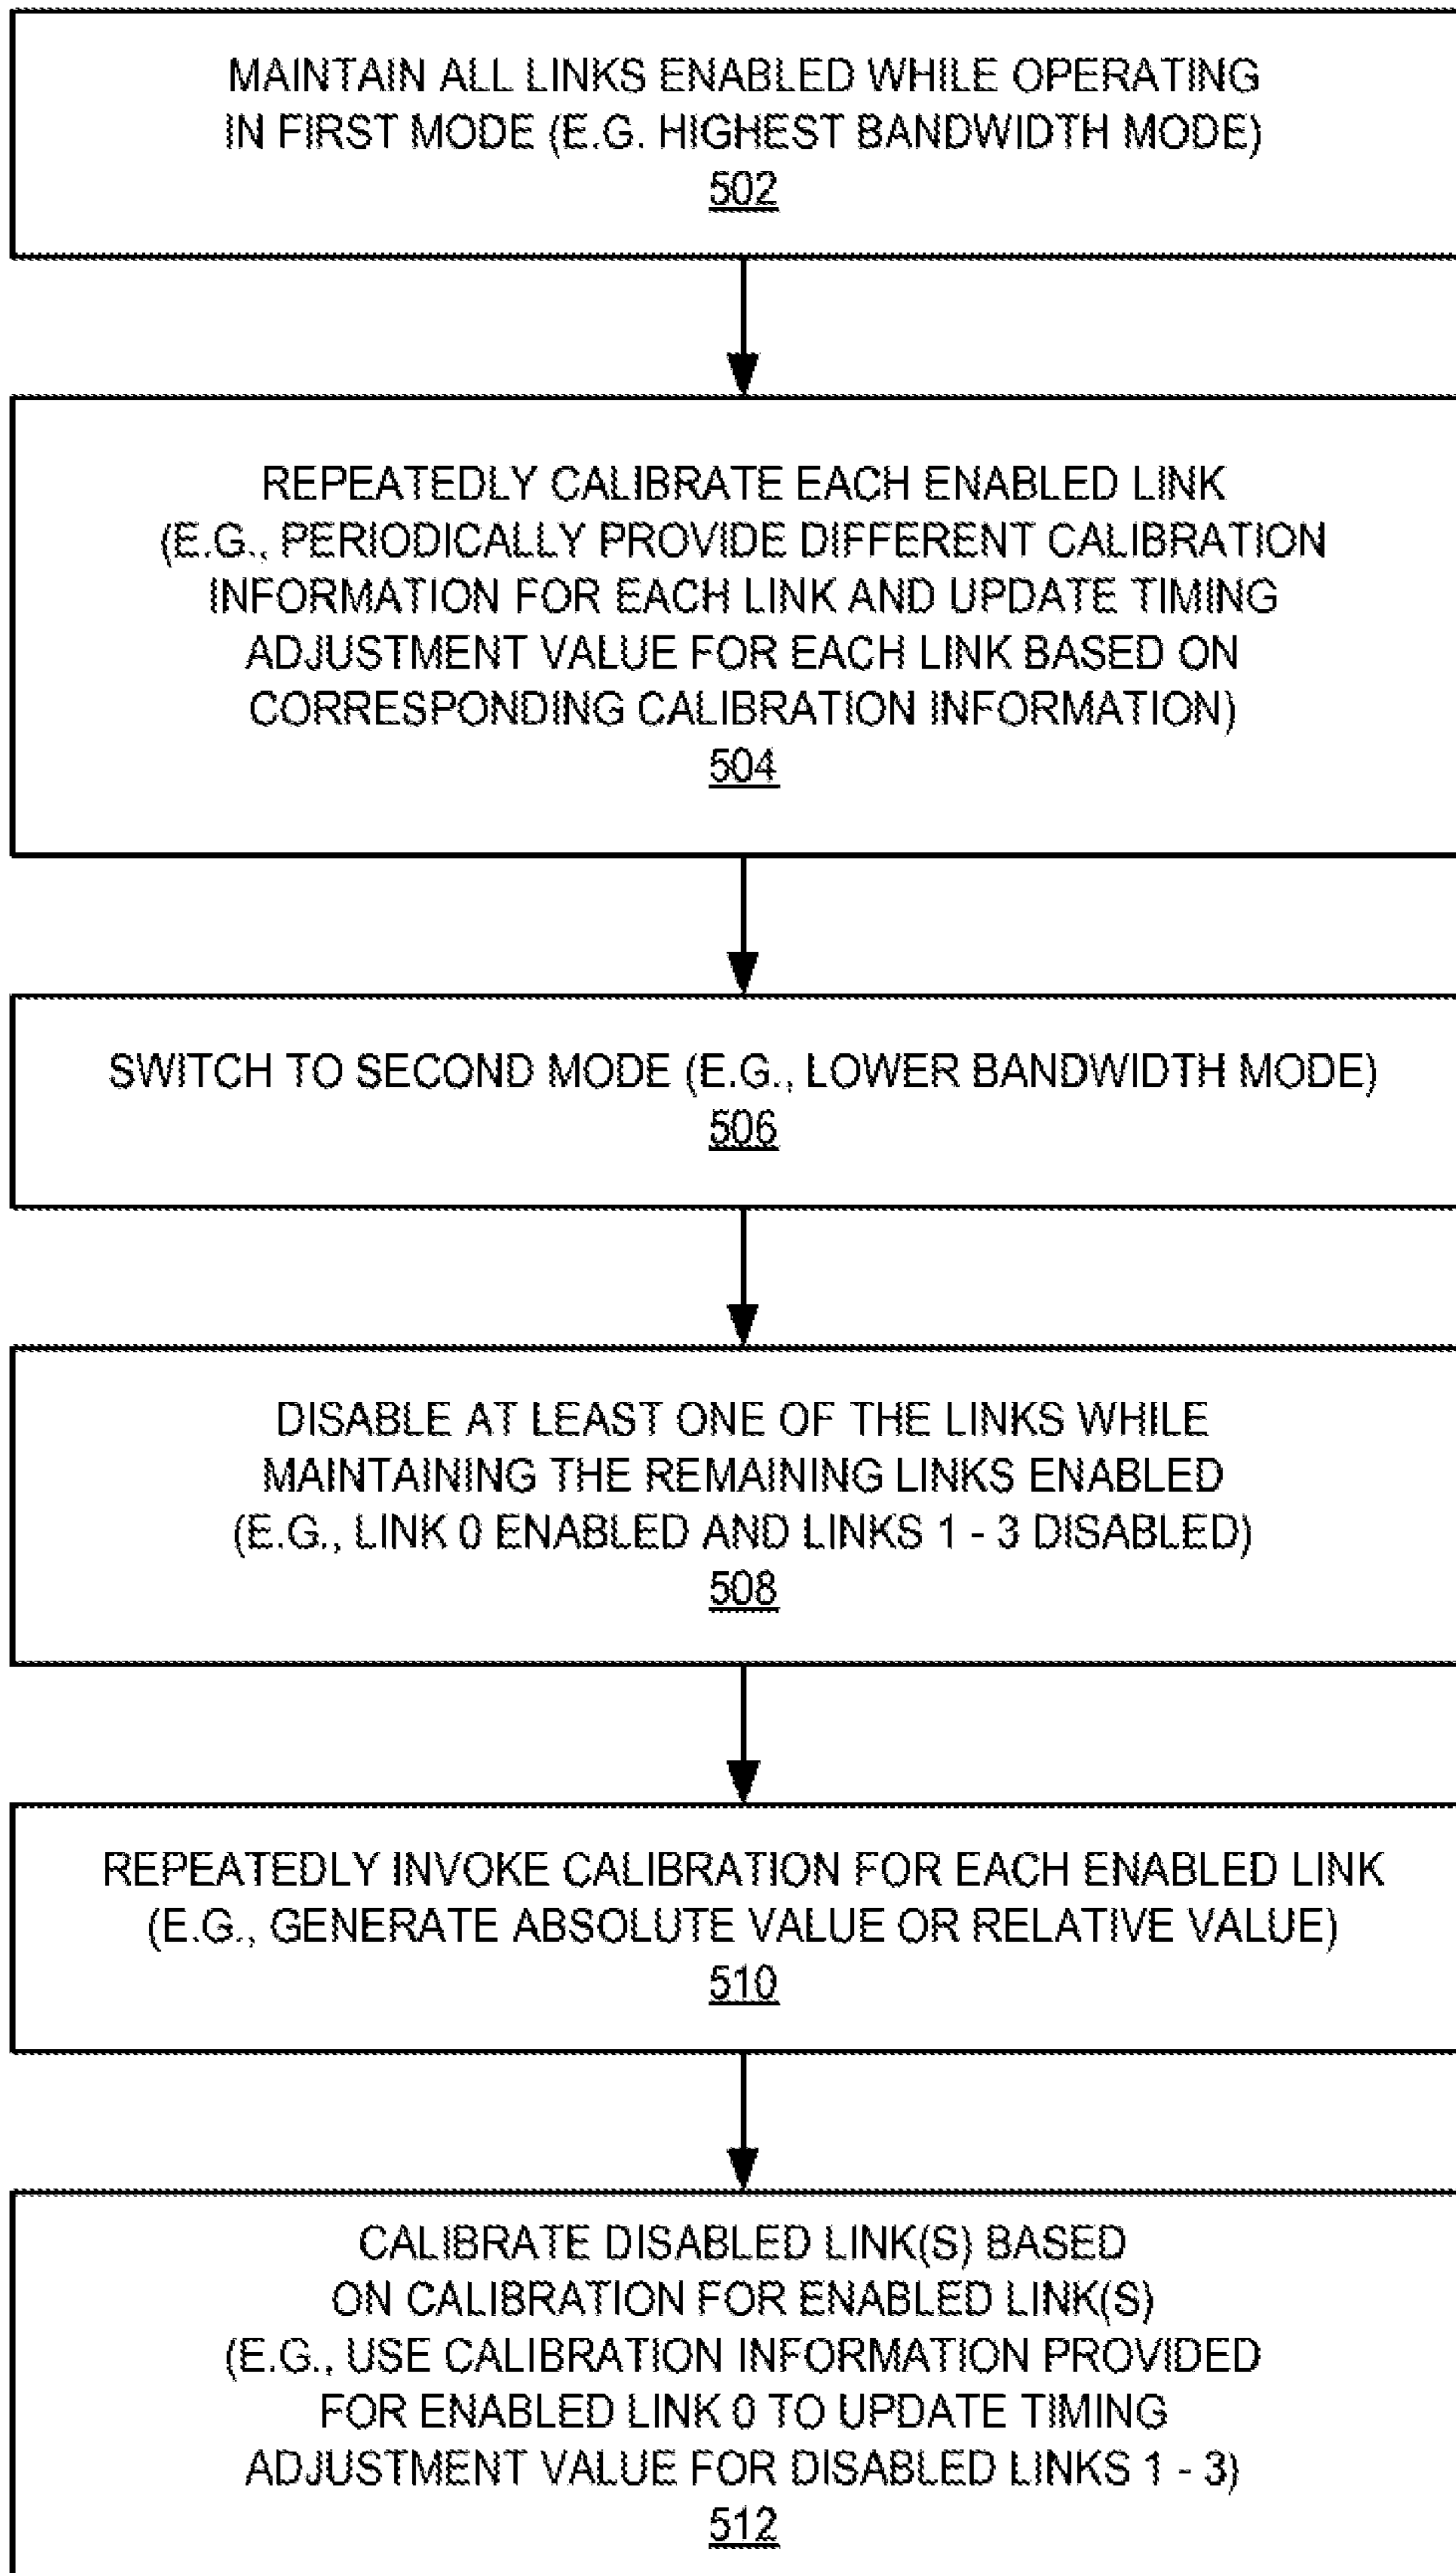 MAINTAIN ALL LINKS ENABLED WHILE OPERATING
IN FIRST MODE (E.G. HIGHEST BANDWIDTH MODE)
502
REPEATEDLY CALIBRATE EACH ENABLED LINK
(E.G., PERIODICALLY PROVIDE DIFFERENT CALIBRATION
INFORMATION FOR EACH LINK AND UPDATE TIMING
ADJUSTMENT VALUE FOR EACH LINK BASED ON
CORRESPONDING CALIBRATION INFORMATION)
504
SWITCH TO SECOND MODE (E.G., LOWER BANDWIDTH MODE)
506
DISABLE AT LEAST ONE OF THE LINKS WHILE
MAINTAINING THE REMAINING LINKS ENABLED
(E.G., LINK 0 ENABLED AND LINKS 1 - 3 DISABLED)
508
REPEATEDLY INVOKE CALIBRATION FOR EACH ENABLED LINK
(E.G., GENERATE ABSOLUTE VALUE OR RELATIVE VALUE)
510
CALIBRATE DISABLED LINK(S) BASED
ON CALIBRATION FOR ENABLED LINK(S)
(E.G., USE CALIBRATION INFORMATION PROVIDED
FOR ENABLED LINK 0 TO UPDATE TIMING
ADJUSTMENT VALUE FOR DISABLED LINKS 1 - 3)
512